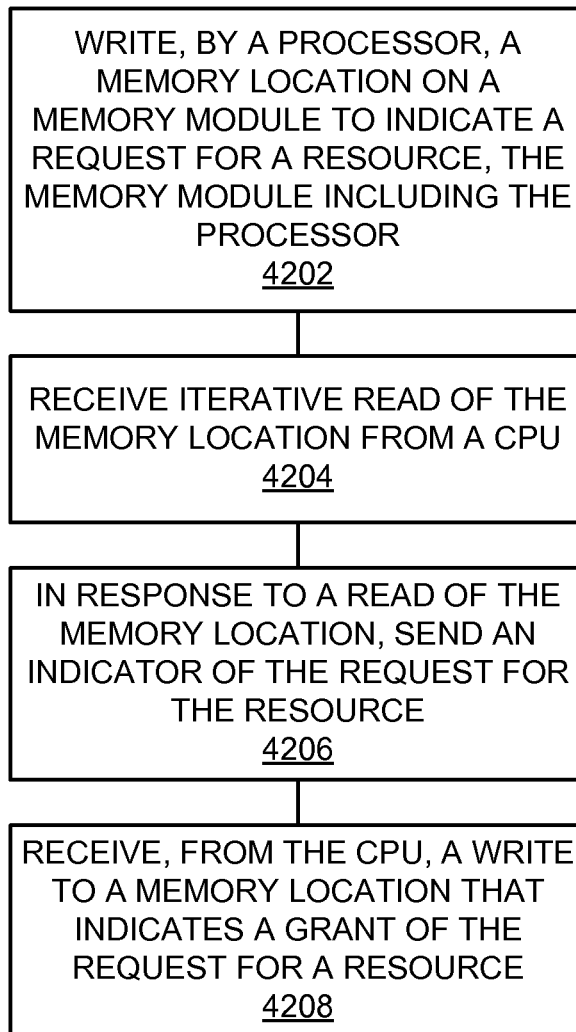 WRITE, BY A PROCESSOR, A
MEMORY LOCATION ON A
MEMORY MODULE TO INDICATE A
REQUEST FOR A RESOURCE, THE
MEMORY MODULE INCLUDING THE
PROCESSOR
4202
RECEIVE ITERATIVE READ OF THE
MEMORY LOCATION FROM A CPU
4204
IN RESPONSE TO A READ OF THE
MEMORY LOCATION, SEND AN
INDICATOR OF THE REQUEST FOR
THE RESOURCE
4206
RECEIVE, FROM THE CPU, A WRITE
TO A MEMORY LOCATION THAT
INDICATES A GRANT OF THE
REQUEST FOR A RESOURCE
4208